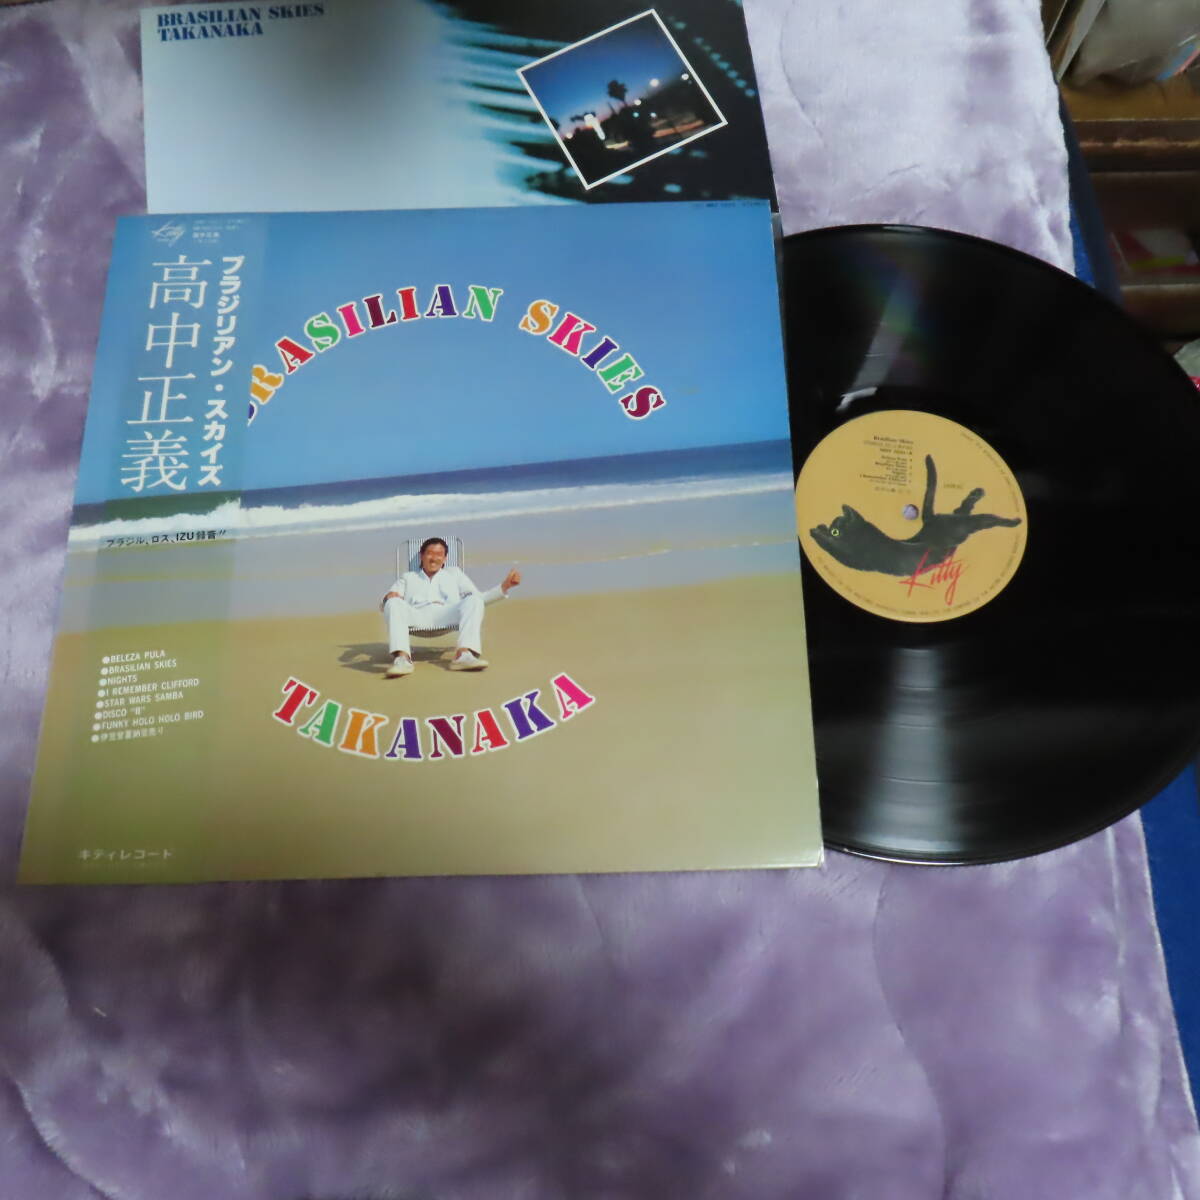 BRASILIAN SKIES
TAKANAKA
Kitty
高中正義
ブラジリアン・スカイズ
BRASILIAN SKIES
ブラジル、ロス、IZU録音!!
●BELEZA PULA
●BRASILIAN SKIES
●NIGHTS
●I REMEMBER CLIFFORD
●STAR WARS SAMBA
●DISCO "B"
●FUNKY HOLO HOLO BIRD
TAKANAKA
キティレコード
Brasilian Skies
Kitty